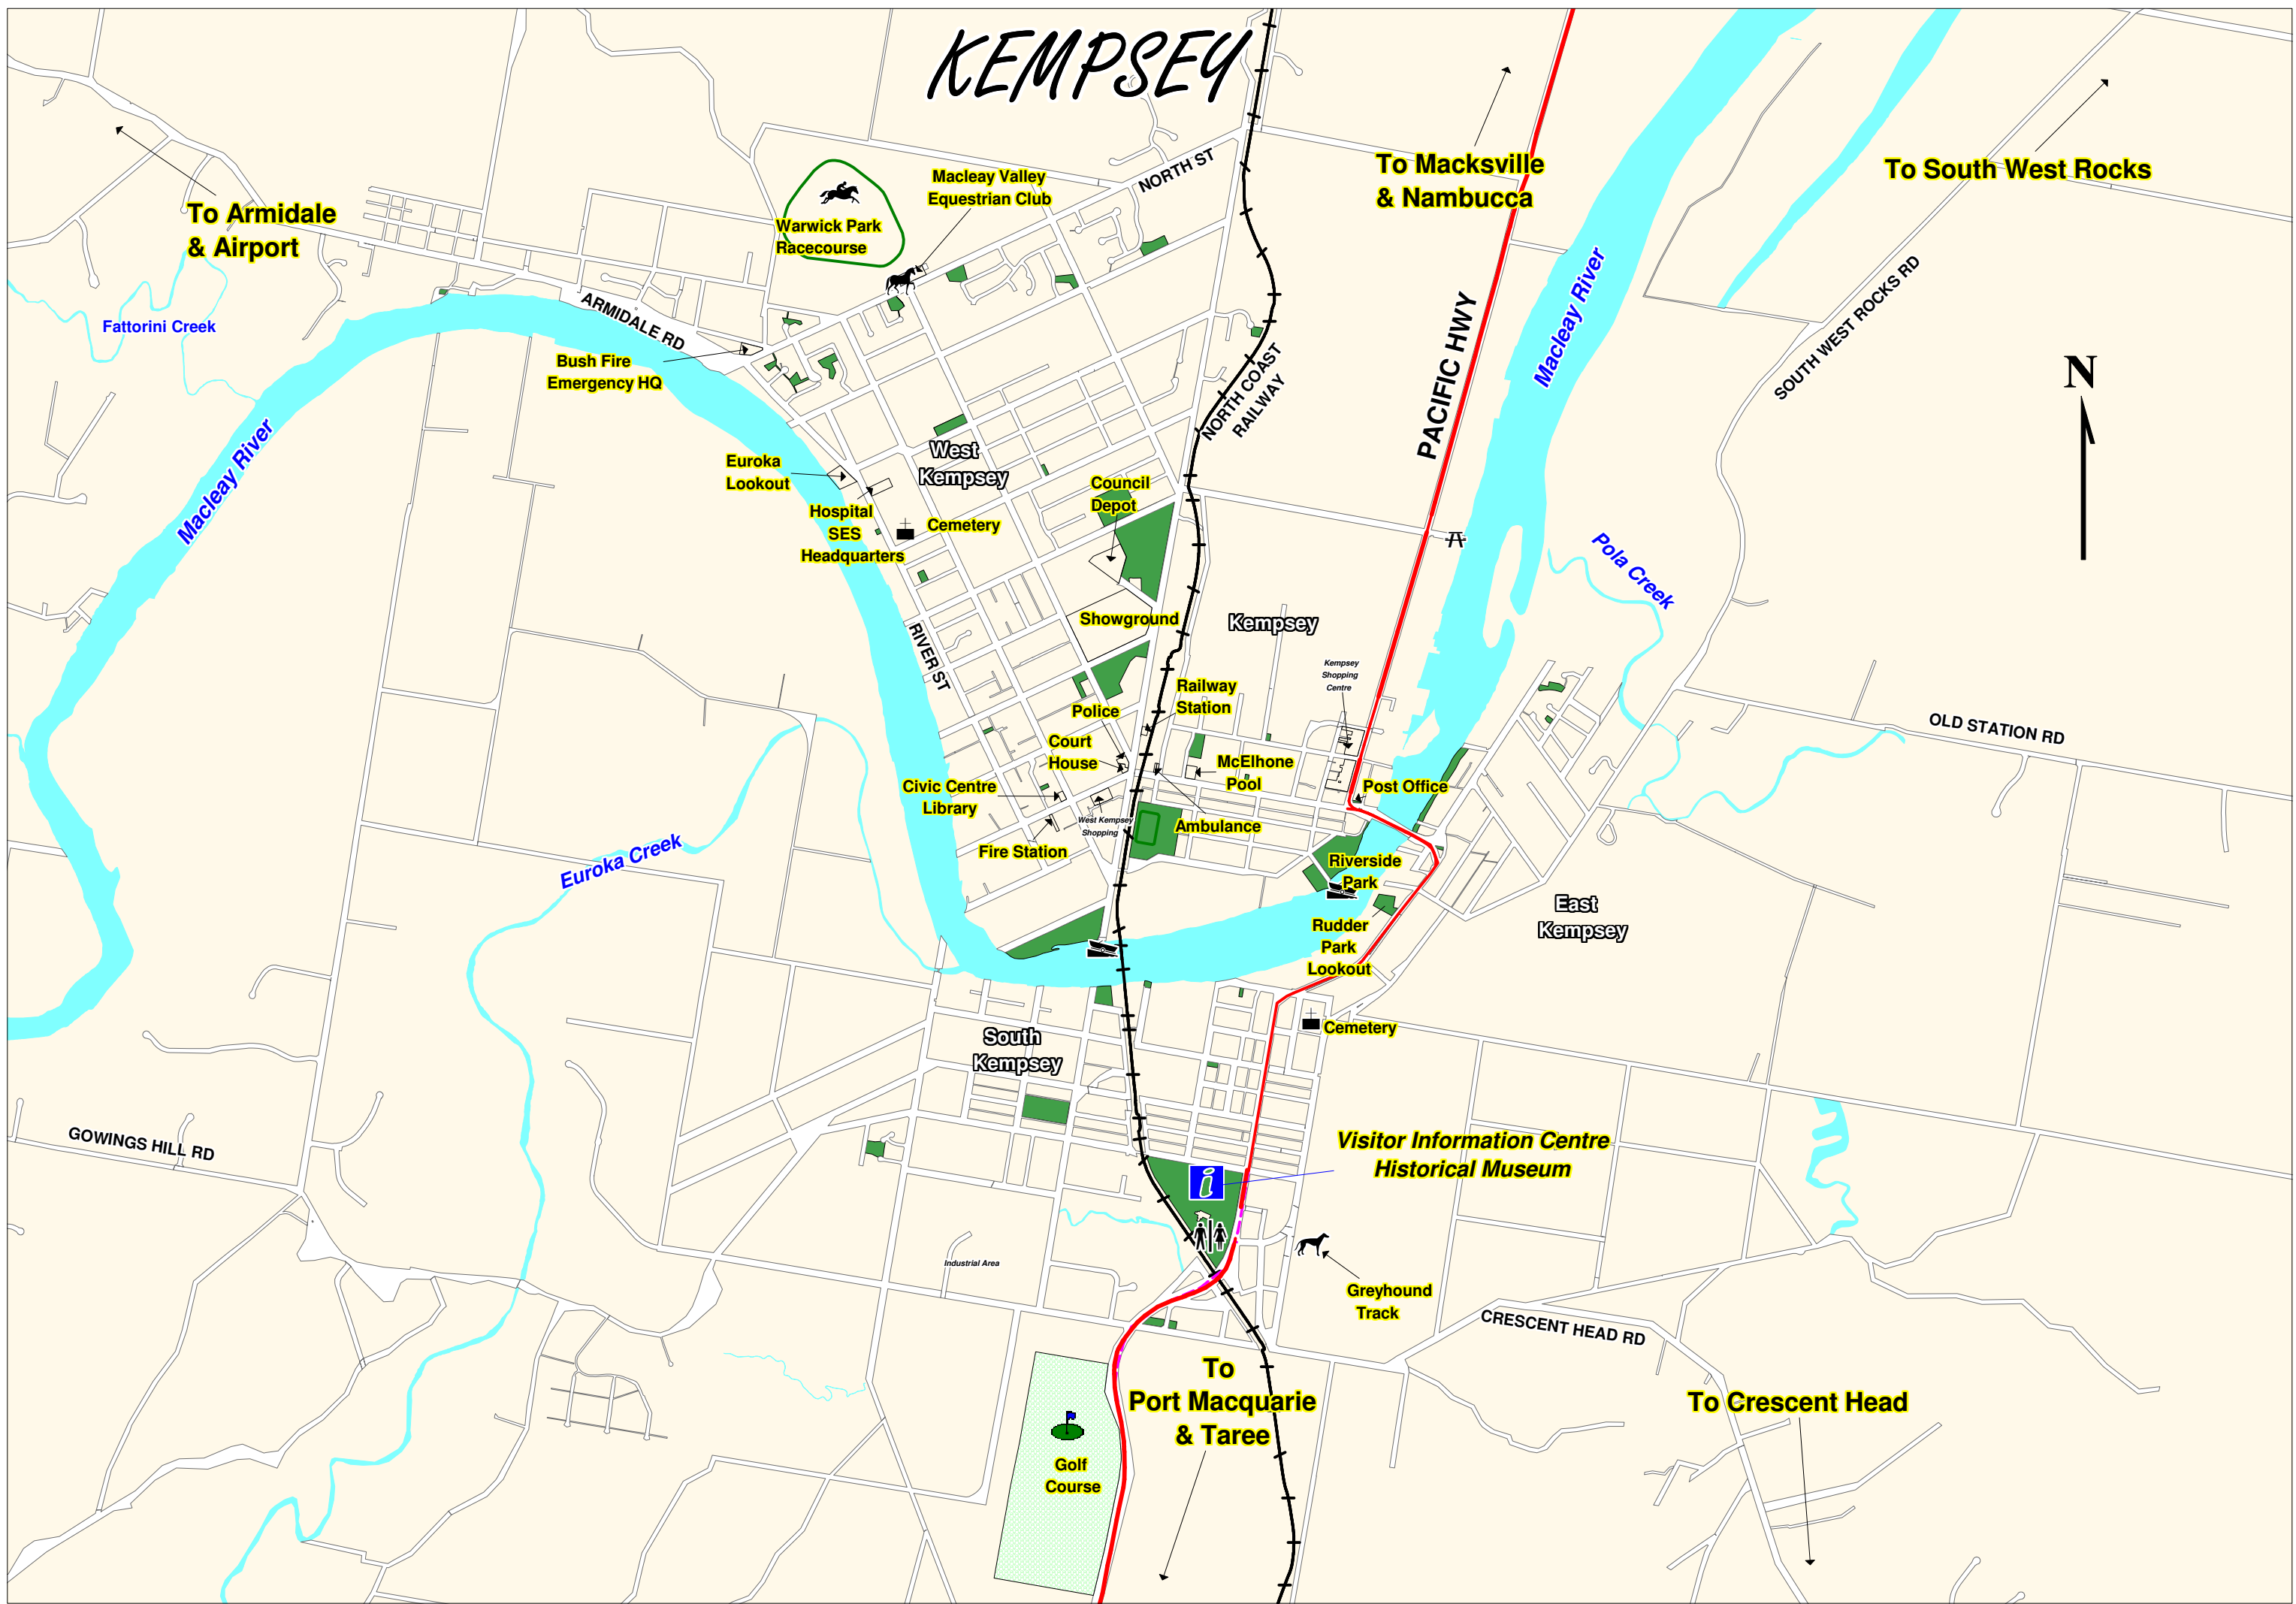 KEMPSEY
To Armidale
& Airport
Fattorini Creek
Macleay River
ARMIDALE RD
Bush Fire
Emergency HQ
Warwick Park
Racecourse
Macleay Valley
Equestrian Club
NORTH ST
To Macksville
& Nambucca
To South West Rocks
PACIFIC HWY
Macleay River
SOUTH WEST ROCKS RD
N
NORTH COAST
RAILWAY
West
Kempsey
Euroka
Lookout
Hospital
SES
Headquarters
Cemetery
Council
Depot
Showground
Kempsey
Pola Creek
RIVER ST
Kempsey
Shopping
Centre
Railway
Station
Police
Court
House
McElhone
Pool
Civic Centre
Library
Post Office
West Kempsey
Shopping
Ambulance
Fire Station
OLD STATION RD
Euroka Creek
Riverside
Park
Rudder
Park
Lookout
East
Kempsey
South
Kempsey
Cemetery
GOWINGS HILL RD
Visitor Information Centre
Historical Museum
i
Industrial Area
Greyhound
Track
CRESCENT HEAD RD
To
Port Macquarie
& Taree
To Crescent Head
Golf
Course